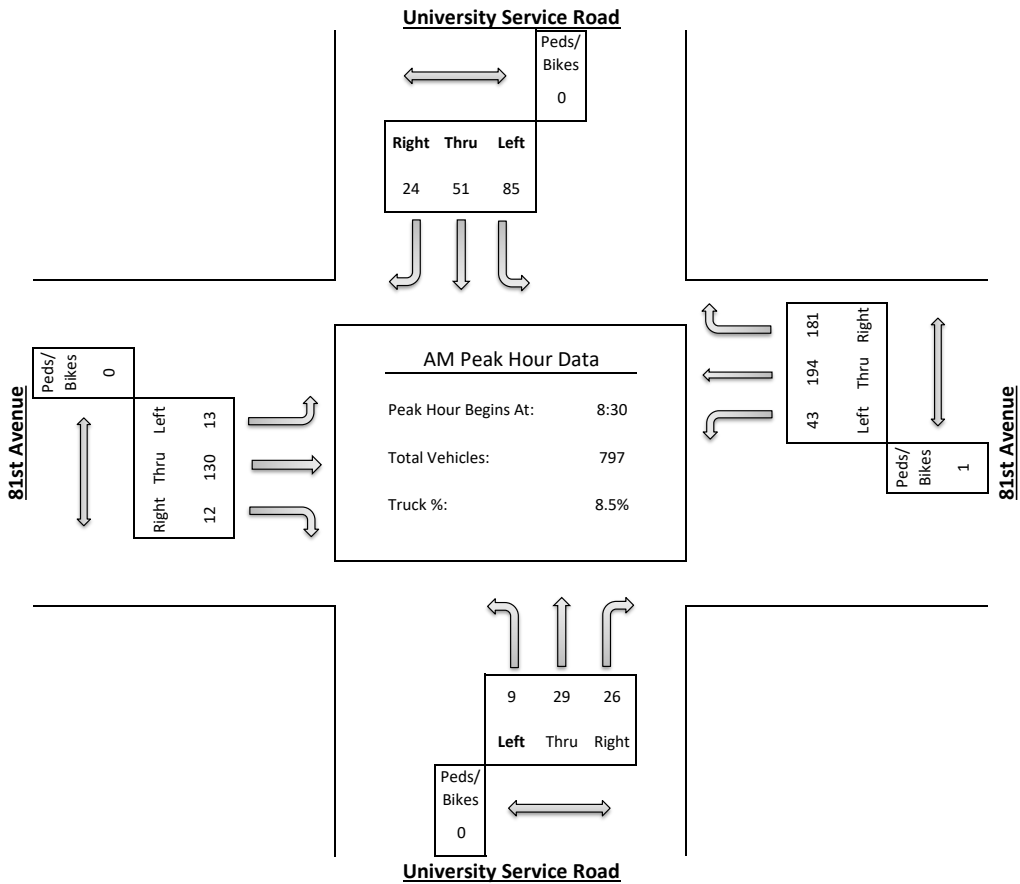 University Service Road
Peds/
Bikes
0
Right Thru Left
24 51 85
81st Avenue
Peds/
Bikes
0
Left 13
Thru 130
Right 12
AM Peak Hour Data
Peak Hour Begins At: 8:30
Total Vehicles: 797
Truck %: 8.5%
181 Right
194 Thru
43 Left
Peds/
Bikes
1
81st Avenue
9 29 26
Left Thru Right
Peds/
Bikes
0
University Service Road